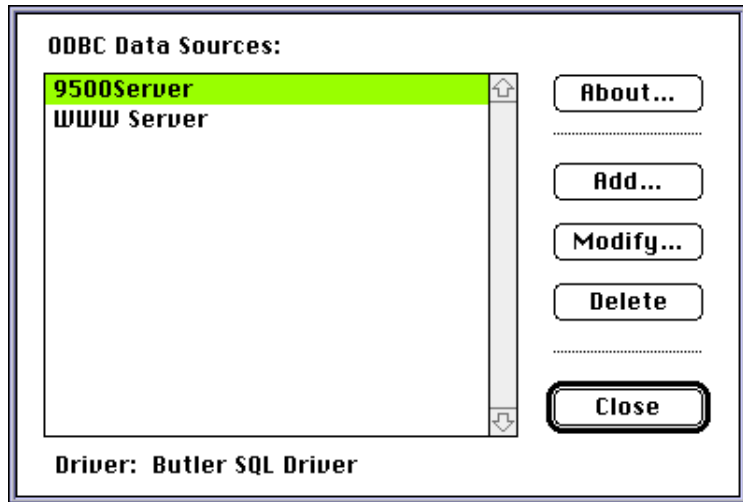 ODBC Data Sources:
9500Server
WWW Server
About...
Add...
Modify...
Delete
Close
Driver: Butler SQL Driver